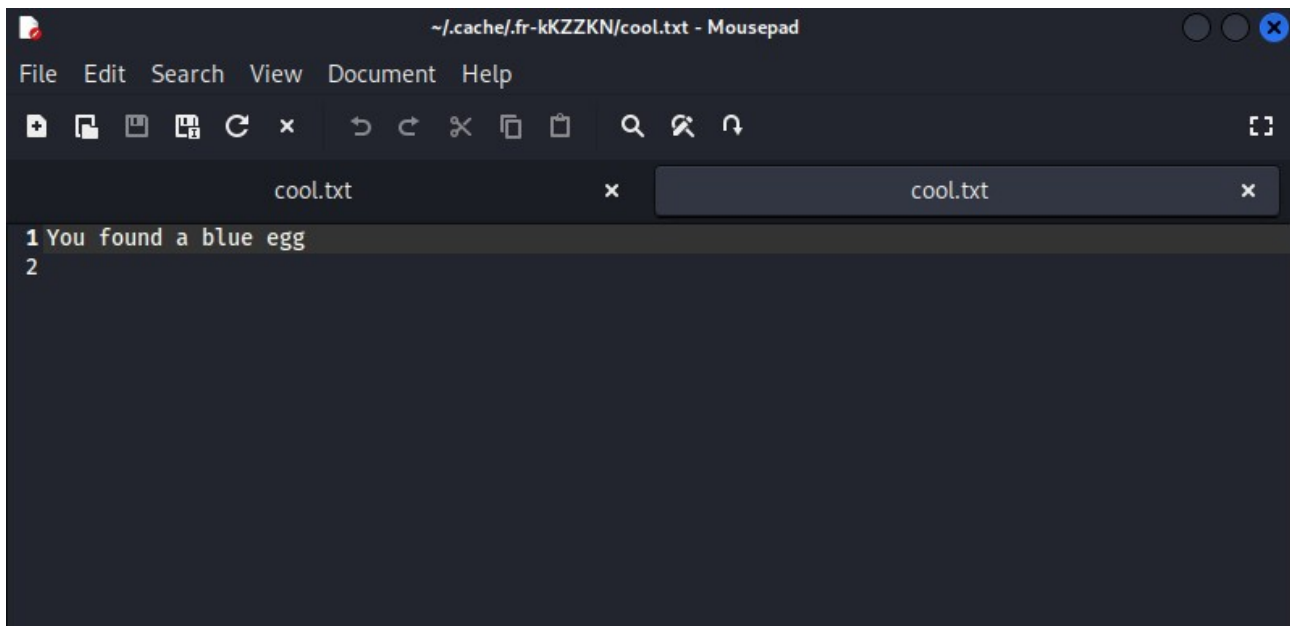 ~/.cache/.fr-kKZZKN/cool.txt - Mousepad
File Edit Search View Document Help
cool.txt cool.txt
1 You found a blue egg
2